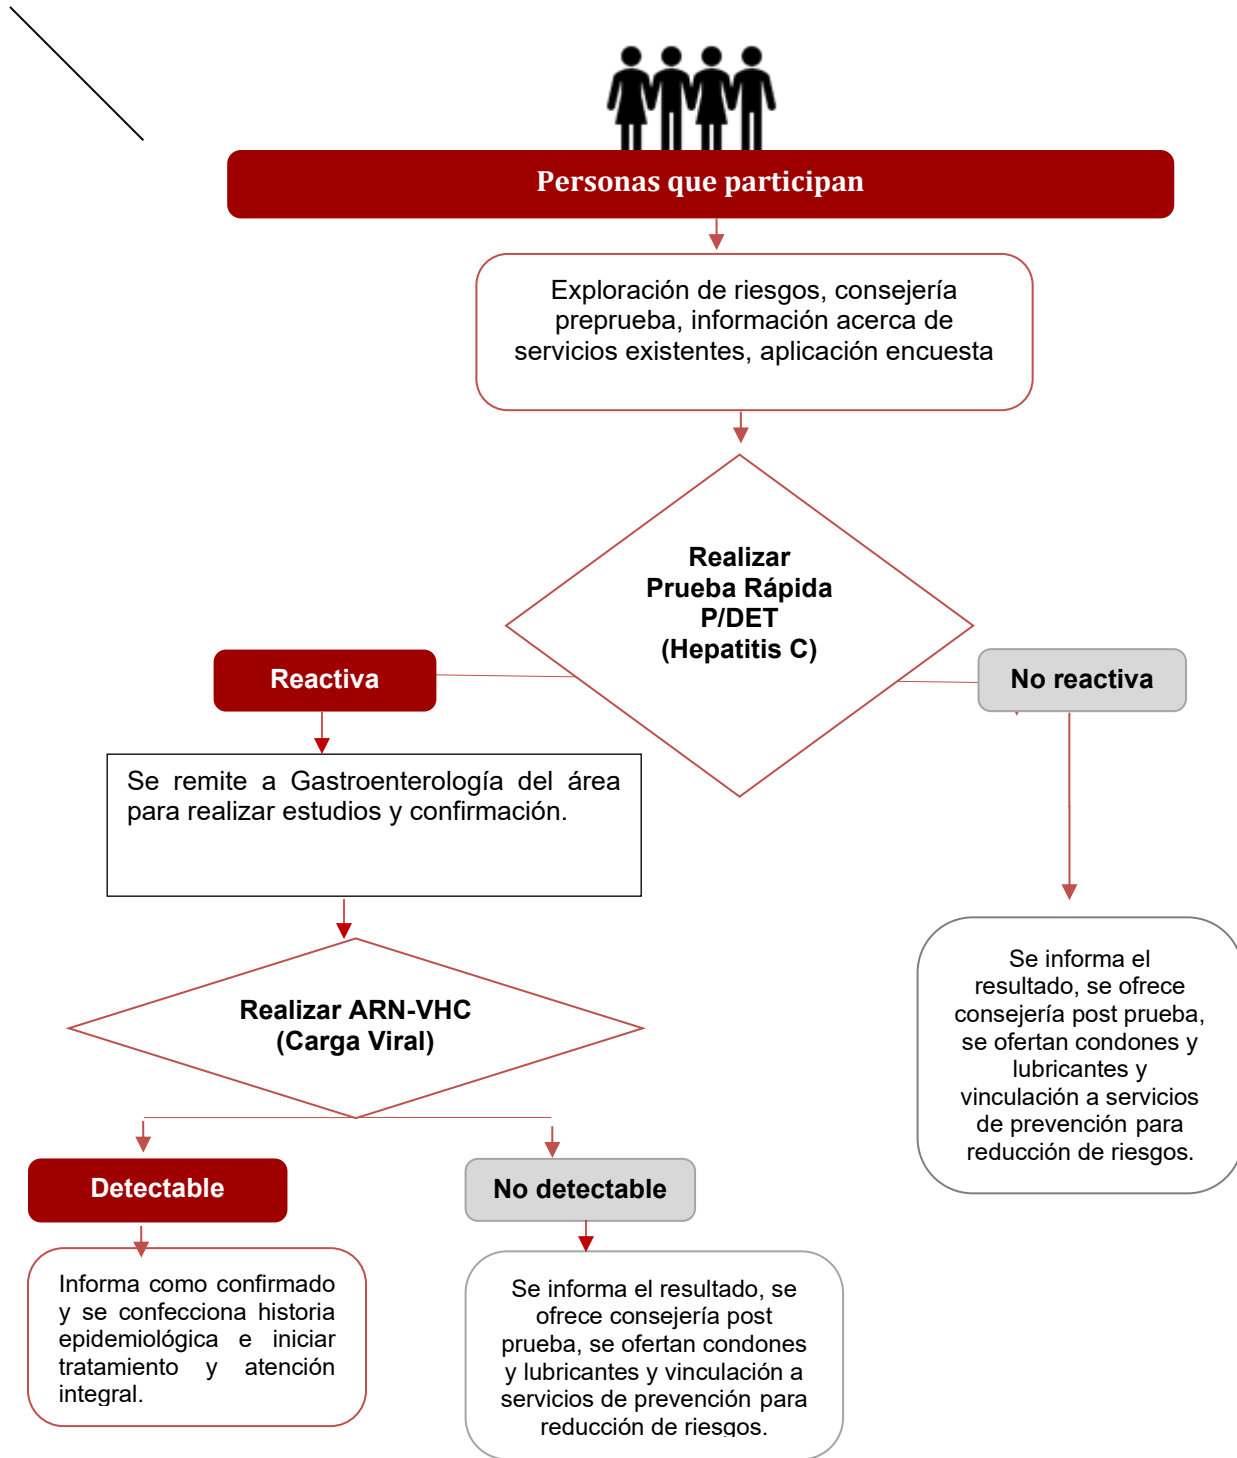 Personas que participan
Exploración de riesgos, consejería
preprueba, información acerca de
servicios existentes, aplicación encuesta
Realizar
Prueba Rápida
P/DET
(Hepatitis C)
Reactiva
No reactiva
Se remite a Gastroenterología del área
para realizar estudios y confirmación.
Se informa el
resultado, se ofrece
consejería post prueba,
se ofertan condones y
lubricantes y
vinculación a servicios
de prevención para
reducción de riesgos.
Realizar ARN-VHC
(Carga Viral)
Detectable
No detectable
Informa como confirmado
y se confecciona historia
epidemiológica e iniciar
tratamiento y atención
integral.
Se informa el resultado, se
ofrece consejería post
prueba, se ofertan condones
y lubricantes y vinculación a
servicios de prevención para
reducción de riesgos.